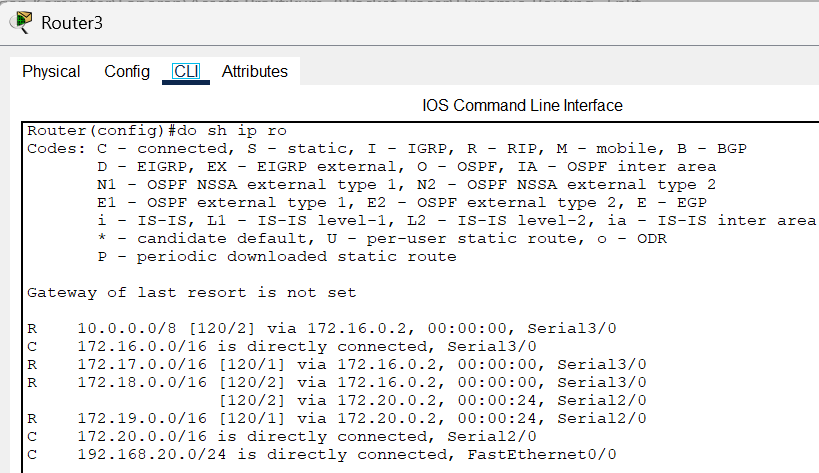 Router3
Physical Config CLI Attributes
IOS Command Line Interface
Router(config)#do sh ip ro
Codes: C - connected, S - static, I - IGRP, R - RIP, M - mobile, B - BGP
       D - EIGRP, EX - EIGRP external, O - OSPF, IA - OSPF inter area
       N1 - OSPF NSSA external type 1, N2 - OSPF NSSA external type 2
       E1 - OSPF external type 1, E2 - OSPF external type 2, E - EGP
       i - IS-IS, L1 - IS-IS level-1, L2 - IS-IS level-2, ia - IS-IS inter area
       * - candidate default, U - per-user static route, o - ODR
       P - periodic downloaded static route
Gateway of last resort is not set
R    10.0.0.0/8 [120/2] via 172.16.0.2, 00:00:00, Serial3/0
C    172.16.0.0/16 is directly connected, Serial3/0
R    172.17.0.0/16 [120/1] via 172.16.0.2, 00:00:00, Serial3/0
R    172.18.0.0/16 [120/2] via 172.16.0.2, 00:00:00, Serial3/0
                   [120/2] via 172.20.0.2, 00:00:24, Serial2/0
R    172.19.0.0/16 [120/1] via 172.20.0.2, 00:00:24, Serial2/0
C    172.20.0.0/16 is directly connected, Serial2/0
C    192.168.20.0/24 is directly connected, FastEthernet0/0